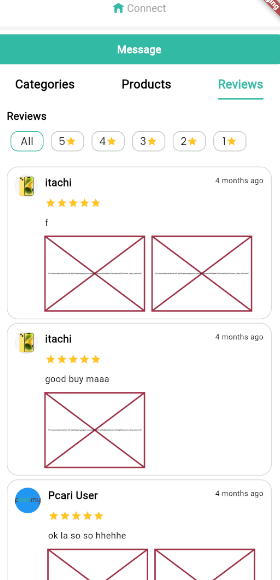 Connect
Message
Categories Products Reviews
Reviews
All 5 4 3 2 1
itachi 4 months ago
f
itachi 4 months ago
good buy maaa
Pcari User 4 months ago
ok la so so hhehhe